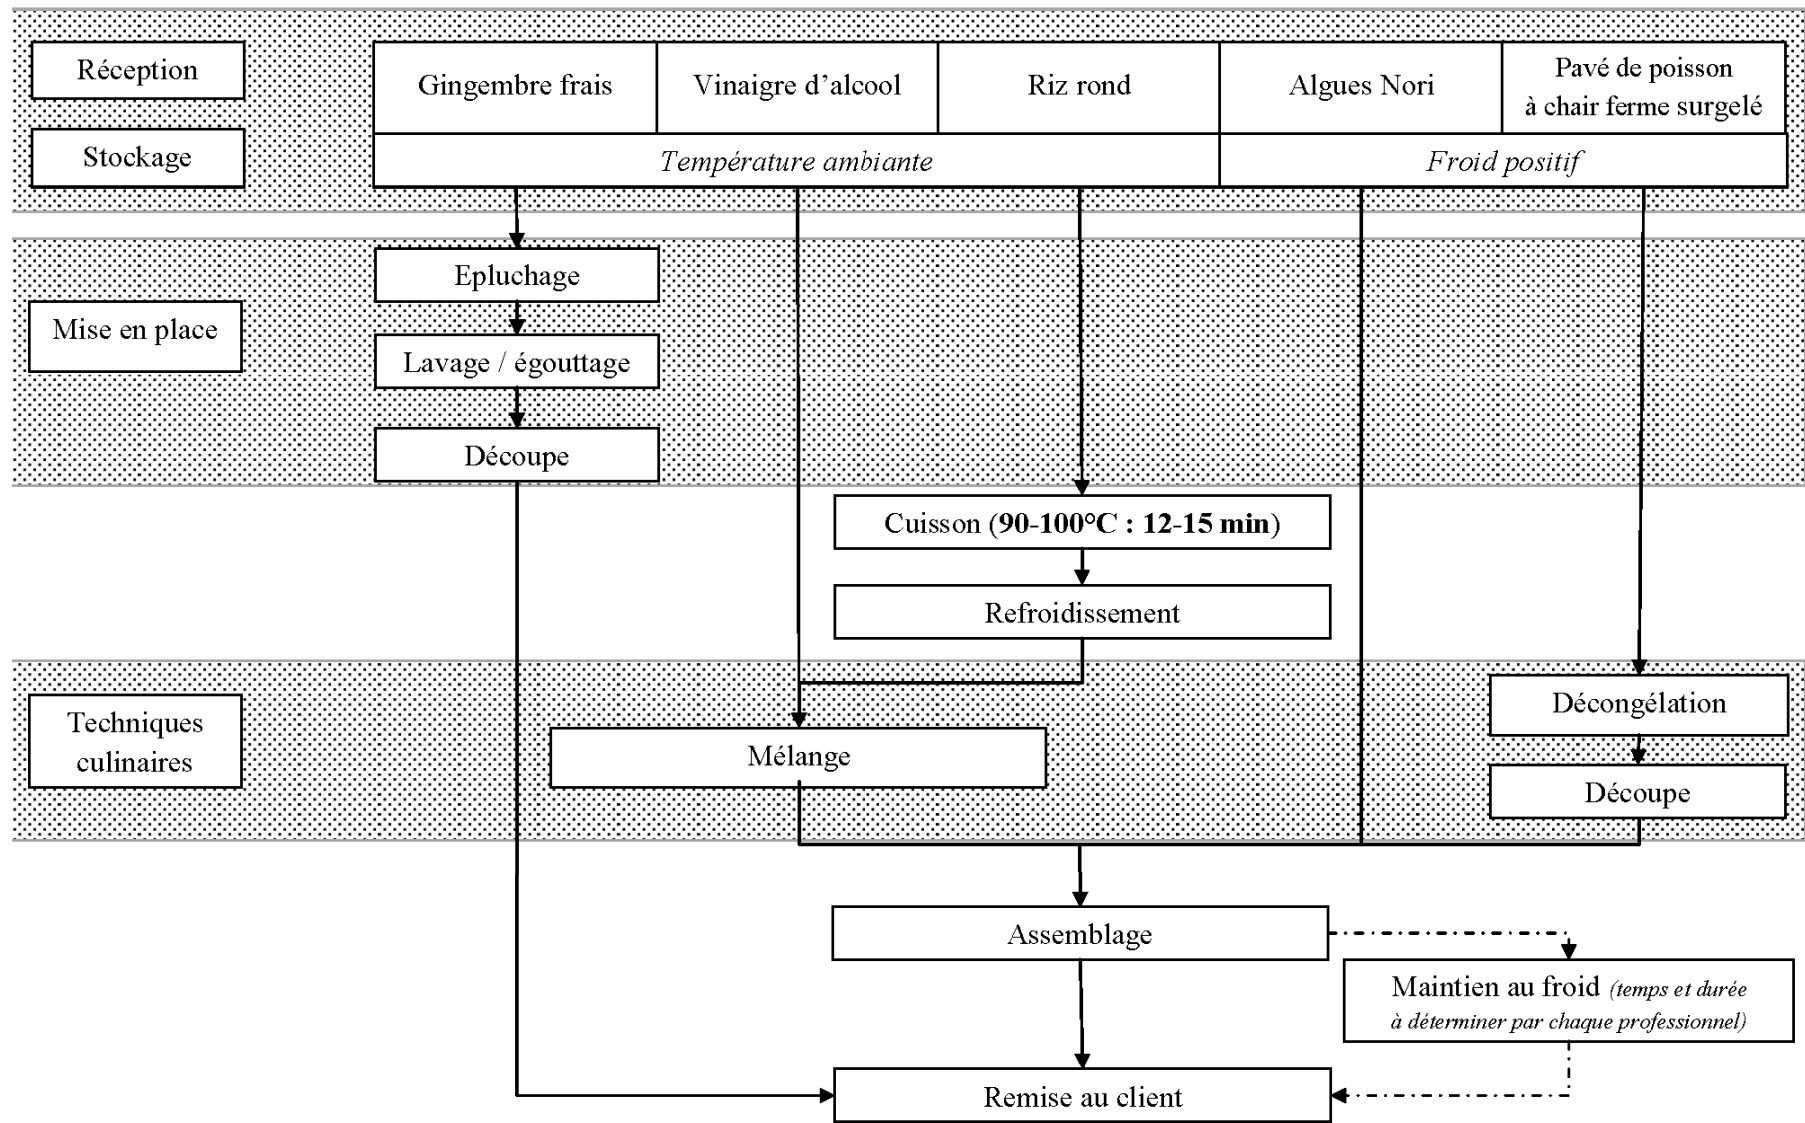 Réception
Gingembre frais
Vinaigre d’alcool
Riz rond
Algues Nori
Pavé de poisson
à chair ferme surgelé
Stockage
Température ambiante
Froid positif
Epluchage
Mise en place
Lavage / égouttage
Découpe
Cuisson (90-100°C : 12-15 min)
Refroidissement
Techniques
culinaires
Décongélation
Mélange
Découpe
Assemblage
Maintien au froid (temps et durée
à déterminer par chaque professionnel)
Remise au client